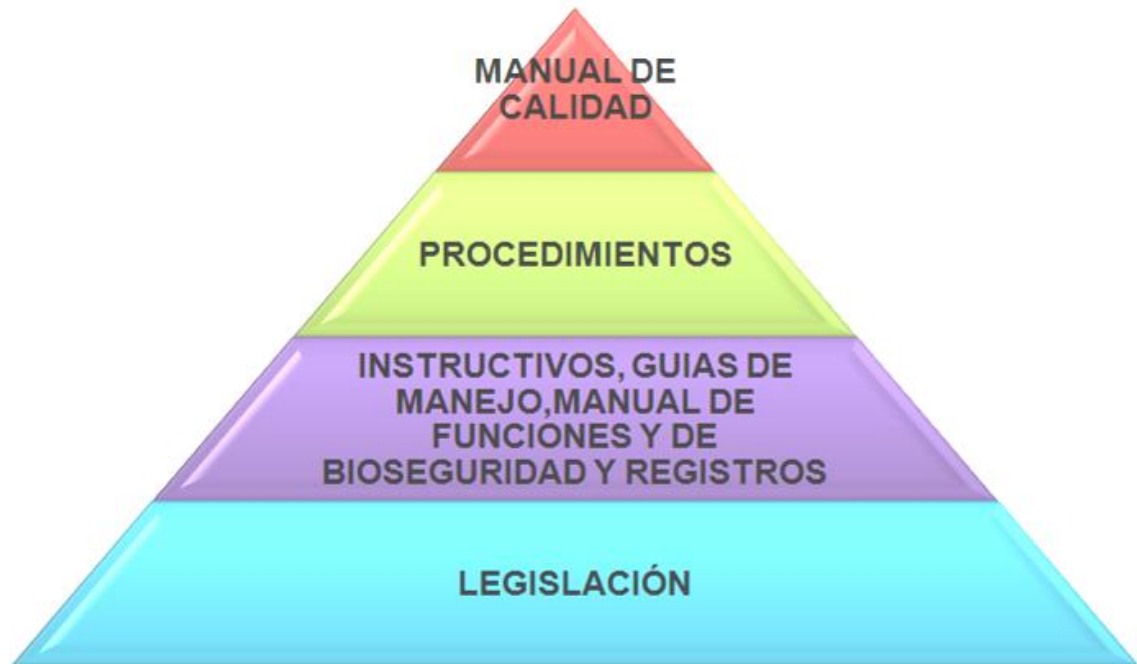 MANUAL DE
CALIDAD
PROCEDIMIENTOS
INSTRUCTIVOS, GUIAS DE
MANEJO,MANUAL DE
FUNCIONES Y DE
BIOSEGURIDAD Y REGISTROS
LEGISLACIÓN